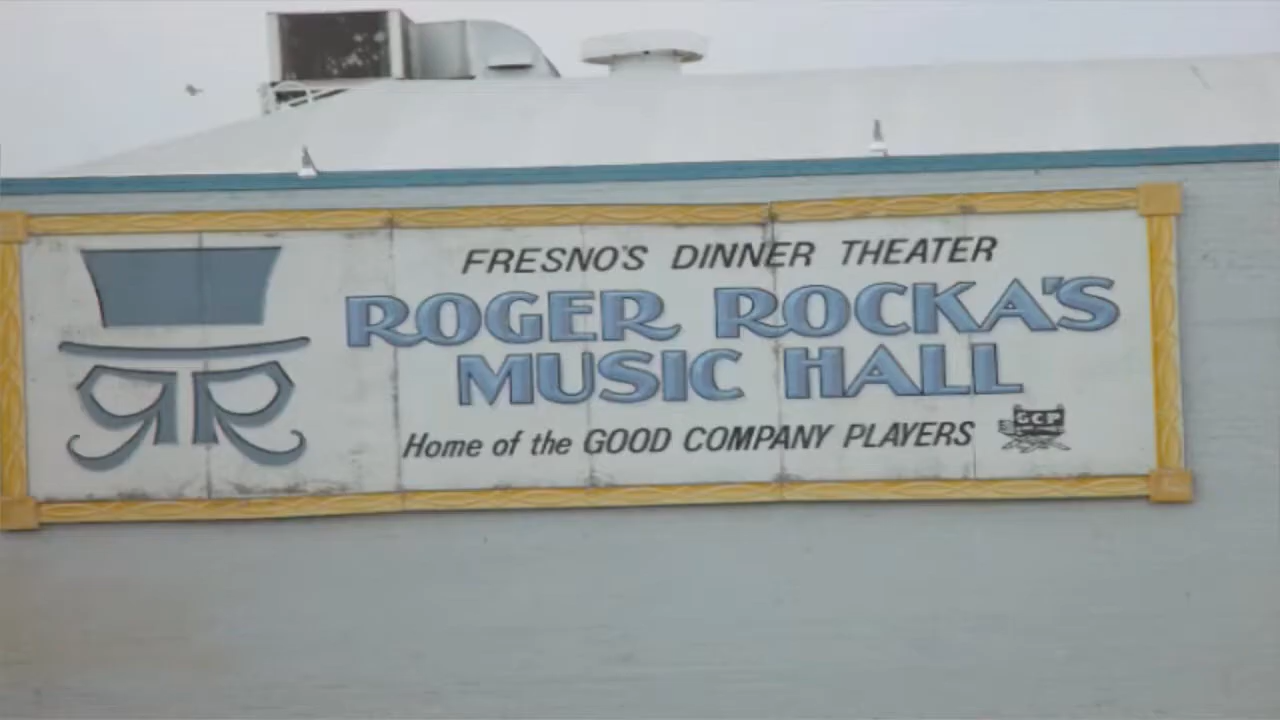 FRESNO'S DINNER THEATER
ROGER ROCKA'S
MUSIC HALL
Home of the GOOD COMPANY PLAYERS
GCP